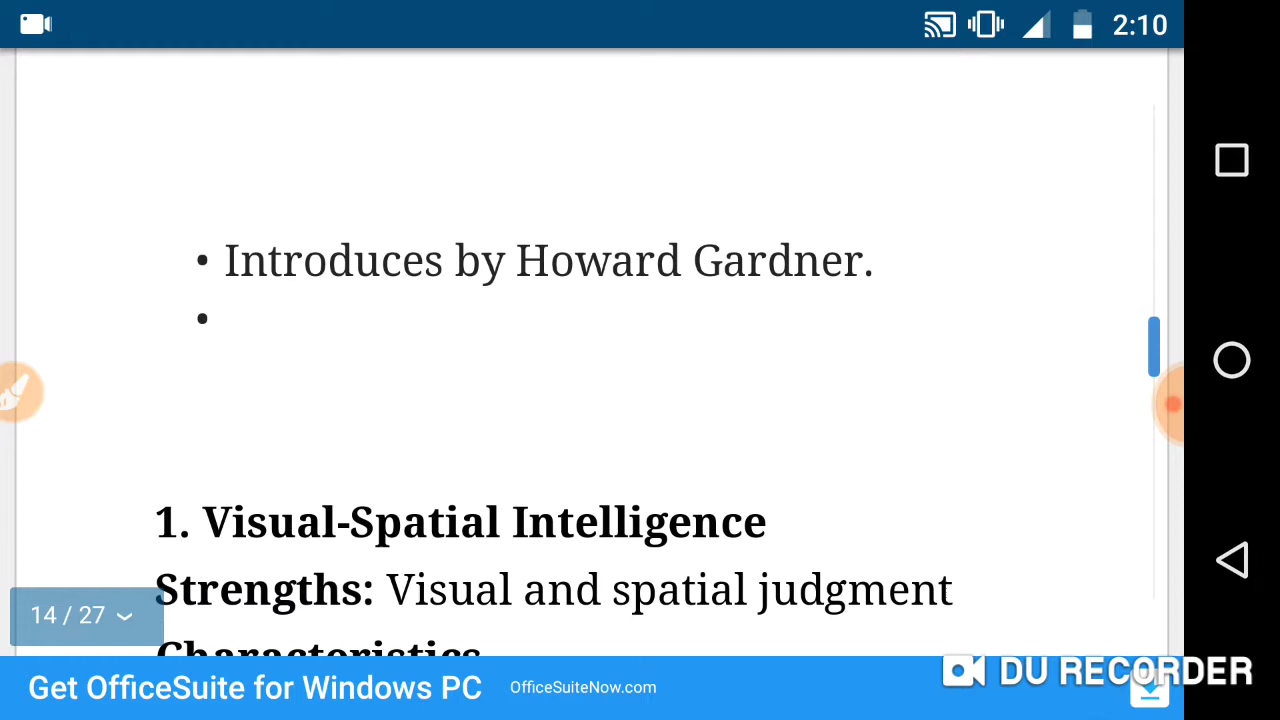 2:10
• Introduces by Howard Gardner.
•
1. Visual-Spatial Intelligence
Strengths: Visual and spatial judgment
14 / 27
Characteristics
Get OfficeSuite for Windows PC OfficeSuiteNow.com
DU RECORDER